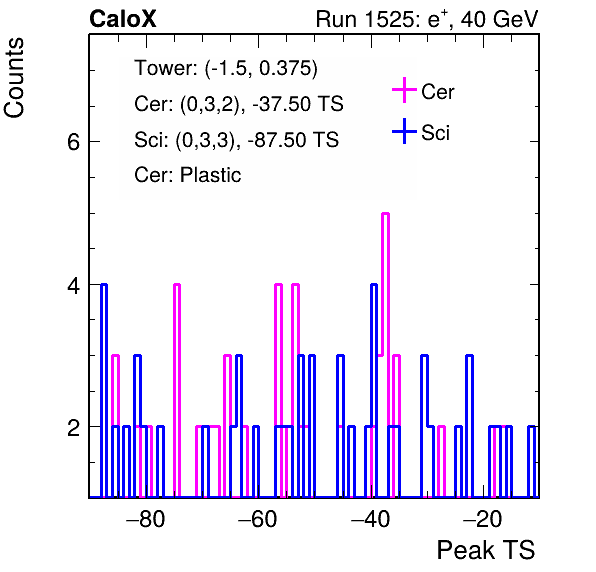 CaloX Run 1525: e+, 40 GeV
Counts
Tower: (-1.5, 0.375)
Cer: (0,3,2), -37.50 TS
Sci: (0,3,3), -87.50 TS
Cer: Plastic
Cer
Sci
6
4
2
−80 −60 −40 −20
Peak TS